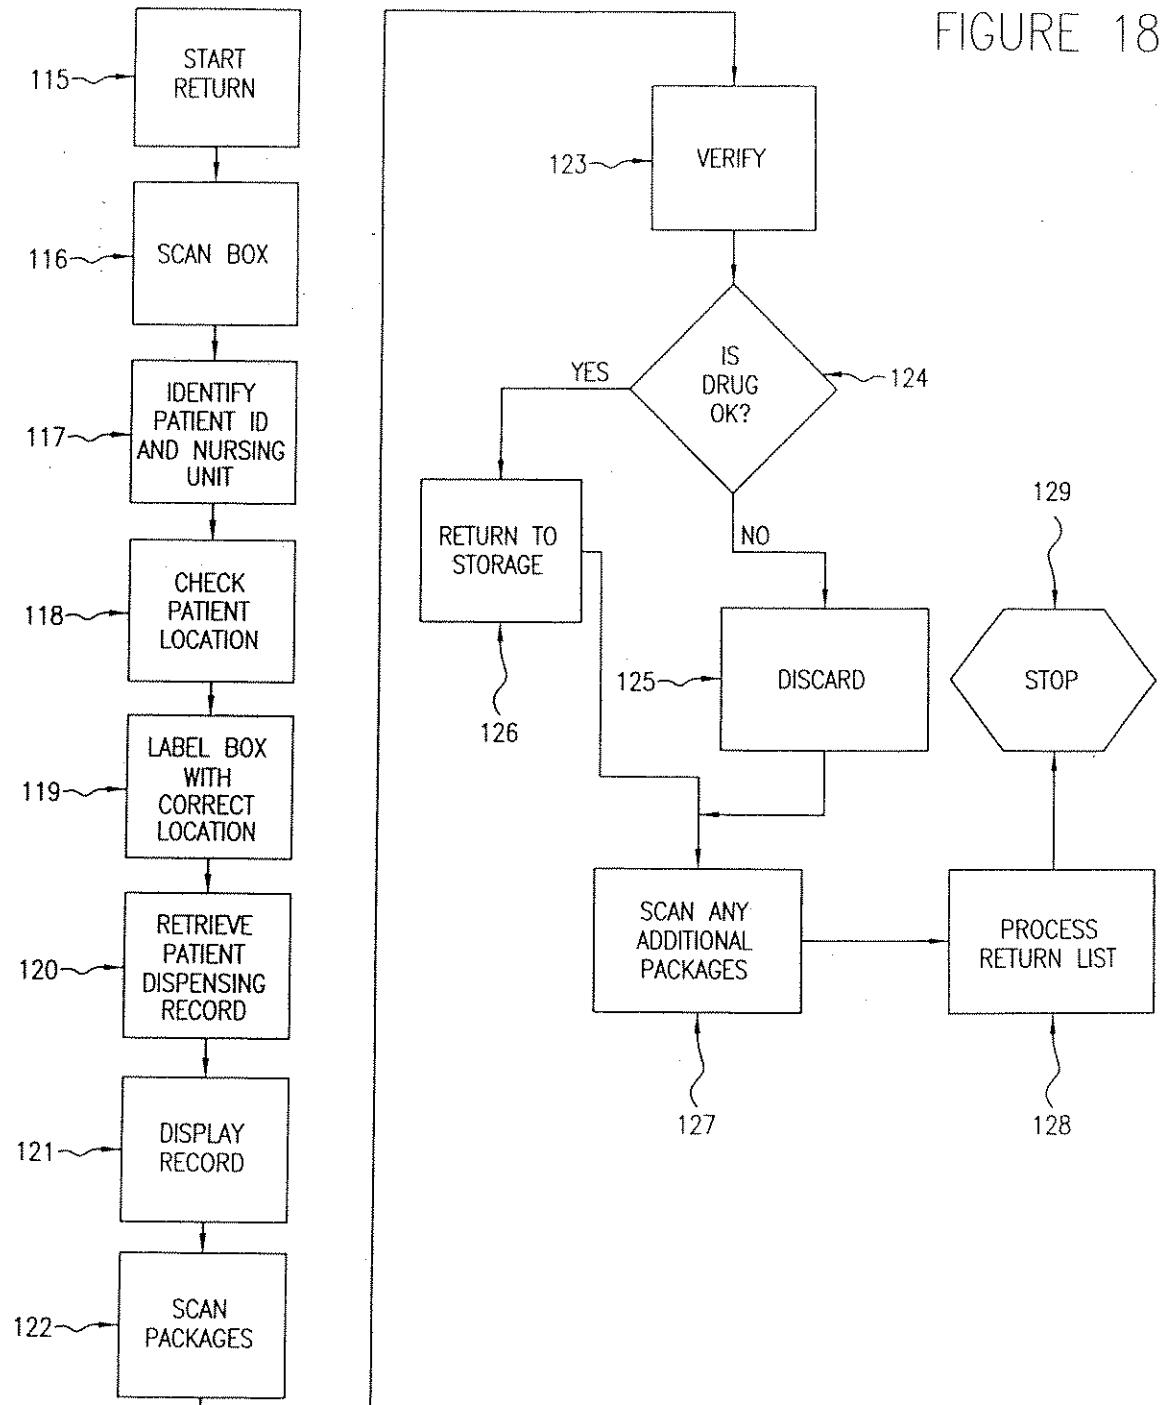 FIGURE 18
115
START
RETURN
116
SCAN BOX
117
IDENTIFY
PATIENT ID
AND NURSING
UNIT
118
CHECK
PATIENT
LOCATION
119
LABEL BOX
WITH
CORRECT
LOCATION
120
RETRIEVE
PATIENT
DISPENSING
RECORD
121
DISPLAY
RECORD
122
SCAN
PACKAGES
123
VERIFY
124
IS
DRUG
OK?
YES
NO
RETURN TO
STORAGE
126
125
DISCARD
SCAN ANY
ADDITIONAL
PACKAGES
127
PROCESS
RETURN LIST
128
129
STOP